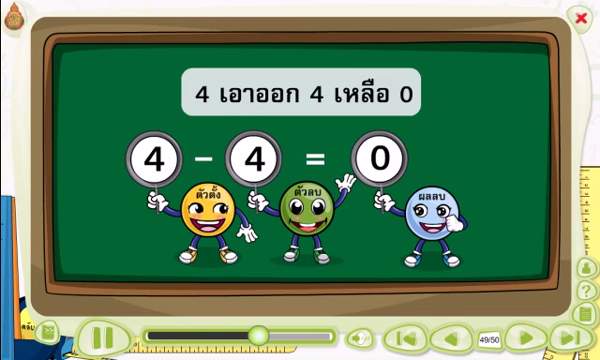 4 เอาออก 4 เหลือ 0
4 - 4 = 0
ตัวตั้ง ตัวลบ ผลลบ
49/50